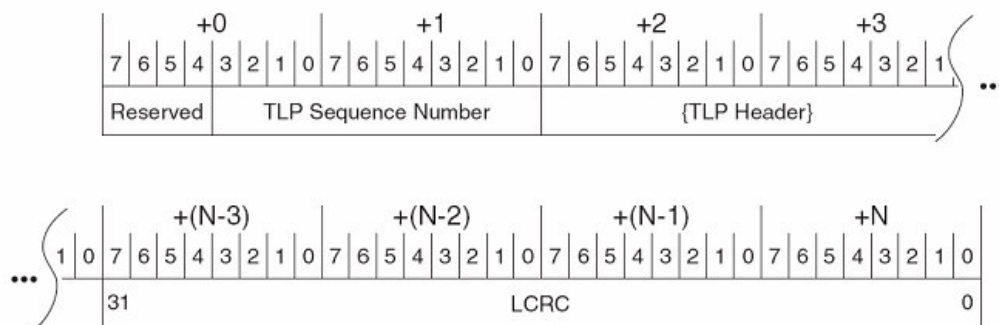 +0 +1 +2 +3
7 6 5 4 3 2 1 0 7 6 5 4 3 2 1 0 7 6 5 4 3 2 1 0 7 6 5 4 3 2 1
Reserved TLP Sequence Number {TLP Header}
+(N-3) +(N-2) +(N-1) +N
1 0 7 6 5 4 3 2 1 0 7 6 5 4 3 2 1 0 7 6 5 4 3 2 1 0 7 6 5 4 3 2 1 0
31 LCRC 0